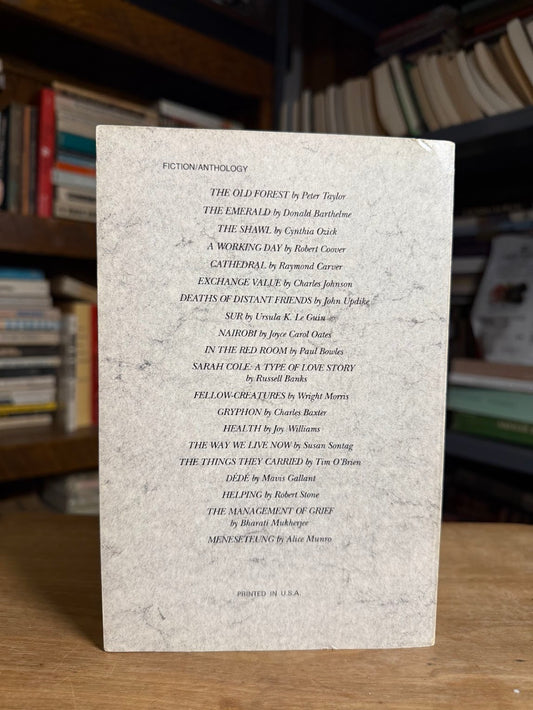 FICTION/ANTHOLOGY
THE OLD FOREST by Peter Taylor
THE EMERALD by Donald Barthelme
THE SHAWL by Cynthia Ozick
A WORKING DAY by Robert Coover
CATHEDRAL by Raymond Carver
EXCHANGE VALUE by Charles Johnson
DEATHS OF DISTANT FRIENDS by John Updike
SUR by Ursula K. Le Guin
NAIROBI by Joyce Carol Oates
IN THE RED ROOM by Paul Bowles
SARAH COLE: A TYPE OF LOVE STORY
by Russell Banks
FELLOW-CREATURES by Wright Morris
GRYPHON by Charles Baxter
HEALTH by Joy Williams
THE WAY WE LIVE NOW by Susan Sontag
THE THINGS THEY CARRIED by Tim O'Brien
DÉDÉ by Mavis Gallant
HELPING by Robert Stone
THE MANAGEMENT OF GRIEF
by Bharati Mukherjee
MENESETEUNG by Alice Munro
PRINTED IN U.S.A.